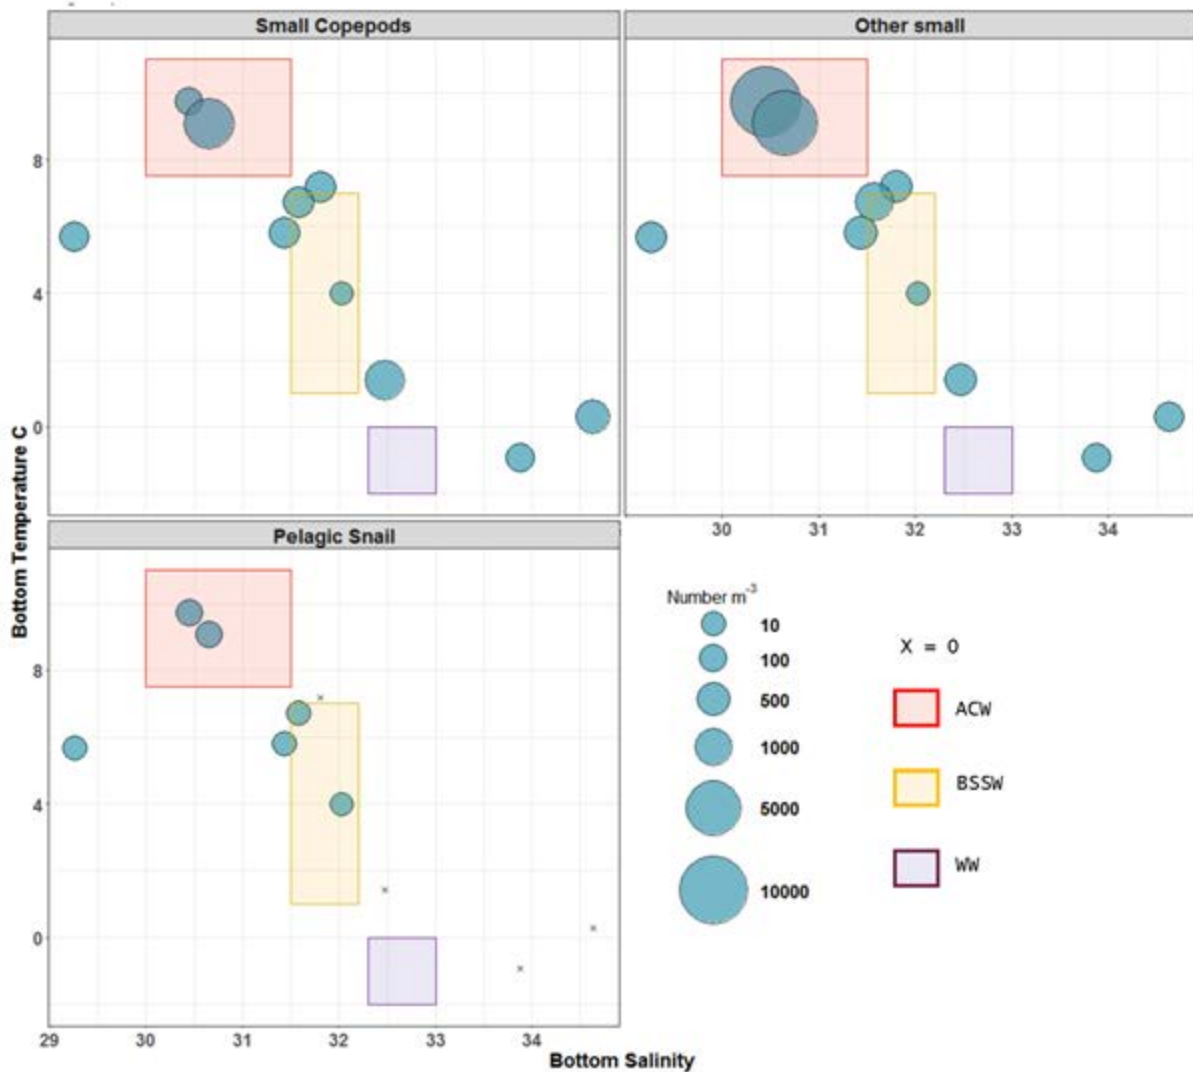 Small Copepods
Other small
8
4
0
30 31 32 33 34
Pelagic Snail
8
4
0
29 30 31 32 33 34
Bottom Temperature C
Bottom Salinity
Number m⁻³
10
100
500
1000
5000
10000
X = 0
ACW
BSSW
WW